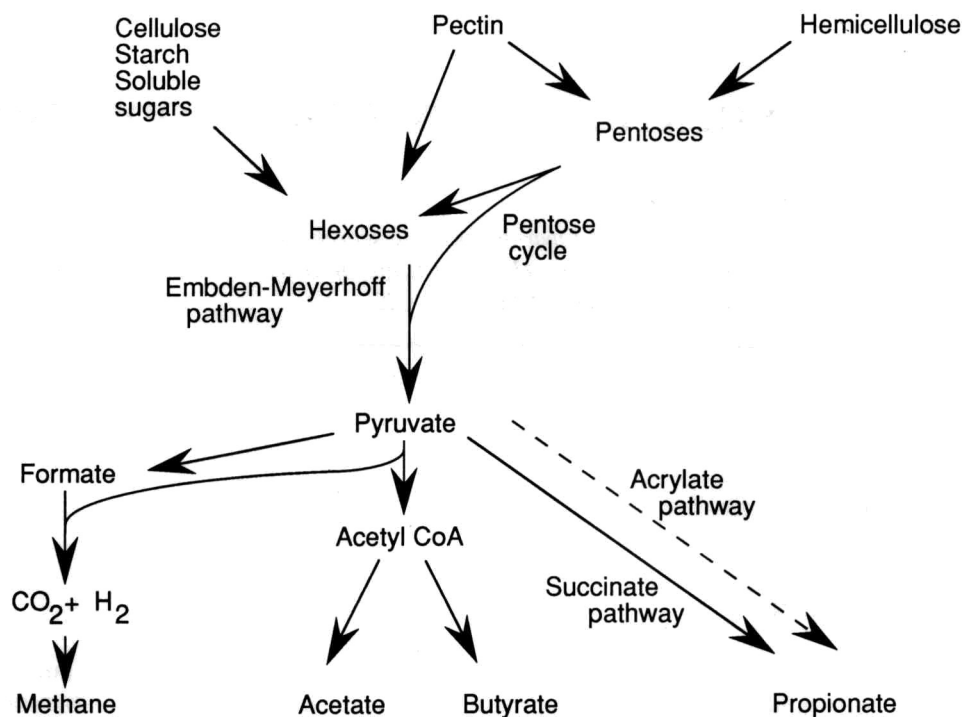 Cellulose
Starch
Soluble
sugars
Pectin
Hemicellulose
Pentoses
Hexoses
Pentose
cycle
Embden-Meyerhoff
pathway
Pyruvate
Formate
Acrylate
pathway
Acetyl CoA
Succinate
pathway
CO2+ H2
Methane
Acetate
Butyrate
Propionate